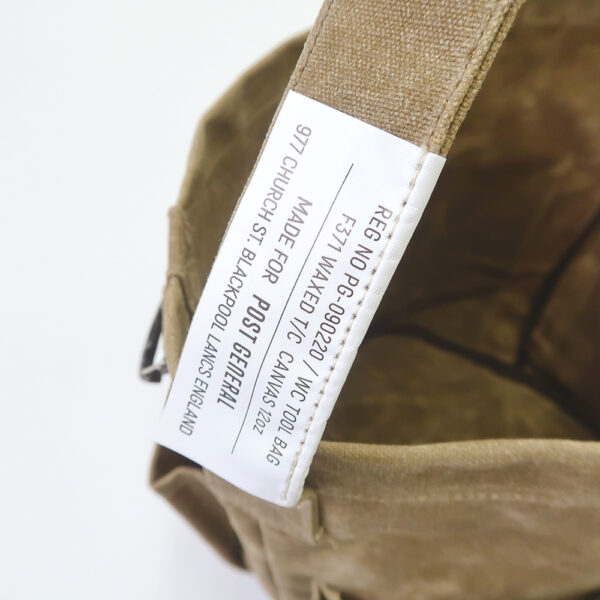 REG NO PG-090220 / WC TOOL BAG
F371 WAXED T/C CANVAS 12oz
MADE FOR POST GENERAL
977 CHURCH ST. BLACKPOOL LANCS ENGLAND